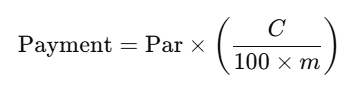 Payment = Par × ( C / (100 × m) )